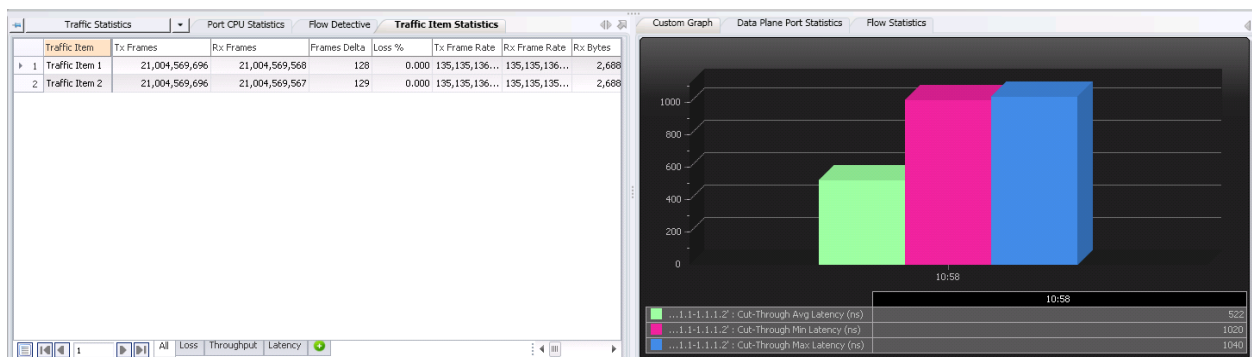 Traffic Statistics Port CPU Statistics Flow Detective Traffic Item Statistics
Traffic Item Tx Frames Rx Frames Frames Delta Loss % Tx Frame Rate Rx Frame Rate Rx Bytes
1 Traffic Item 1 21,004,569,696 21,004,569,568 128 0.000 135,135,136... 135,135,136... 2,688
2 Traffic Item 2 21,004,569,696 21,004,569,567 129 0.000 135,135,136... 135,135,135... 2,688
1 All Loss Throughput Latency
Custom Graph Data Plane Port Statistics Flow Statistics
1000
800
600
400
200
0
10:58
10:58
...1.1-1.1.1.2' : Cut-Through Avg Latency (ns) 522
...1.1-1.1.1.2' : Cut-Through Min Latency (ns) 1020
...1.1-1.1.1.2' : Cut-Through Max Latency (ns) 1040